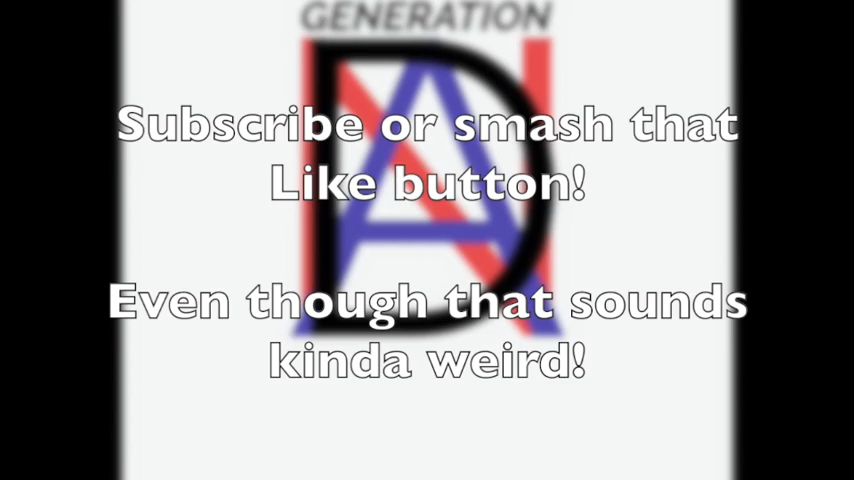 GENERATION
Subscribe or smash that
Like button!
Even though that sounds
kinda weird!